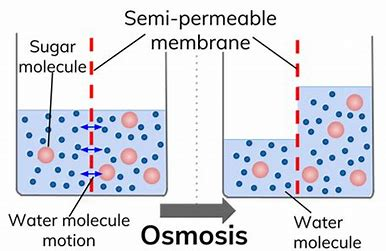 Semi-permeable
membrane
Sugar
molecule
Water molecule
motion
Osmosis
Water
molecule